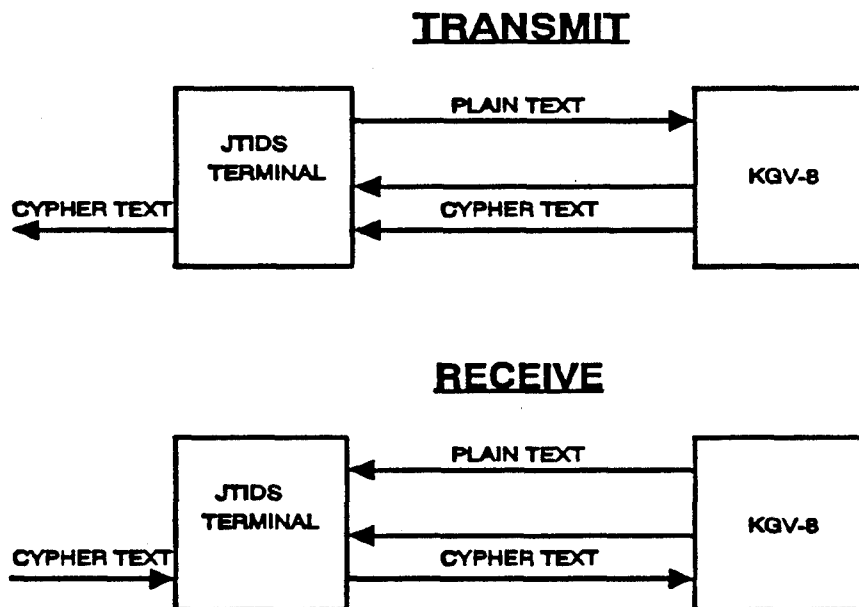 TRANSMIT
PLAIN TEXT
JTIDS
TERMINAL
KGV-8
CYPHER TEXT
CYPHER TEXT
RECEIVE
PLAIN TEXT
JTIDS
TERMINAL
KGV-8
CYPHER TEXT
CYPHER TEXT